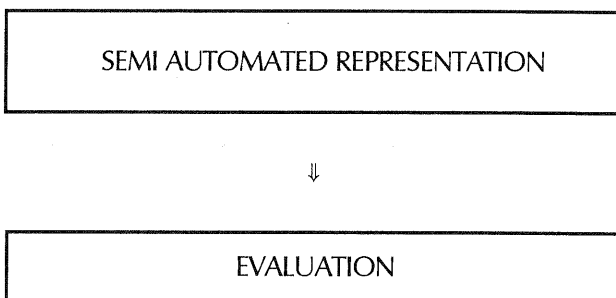 SEMI AUTOMATED REPRESENTATION
⇓
EVALUATION